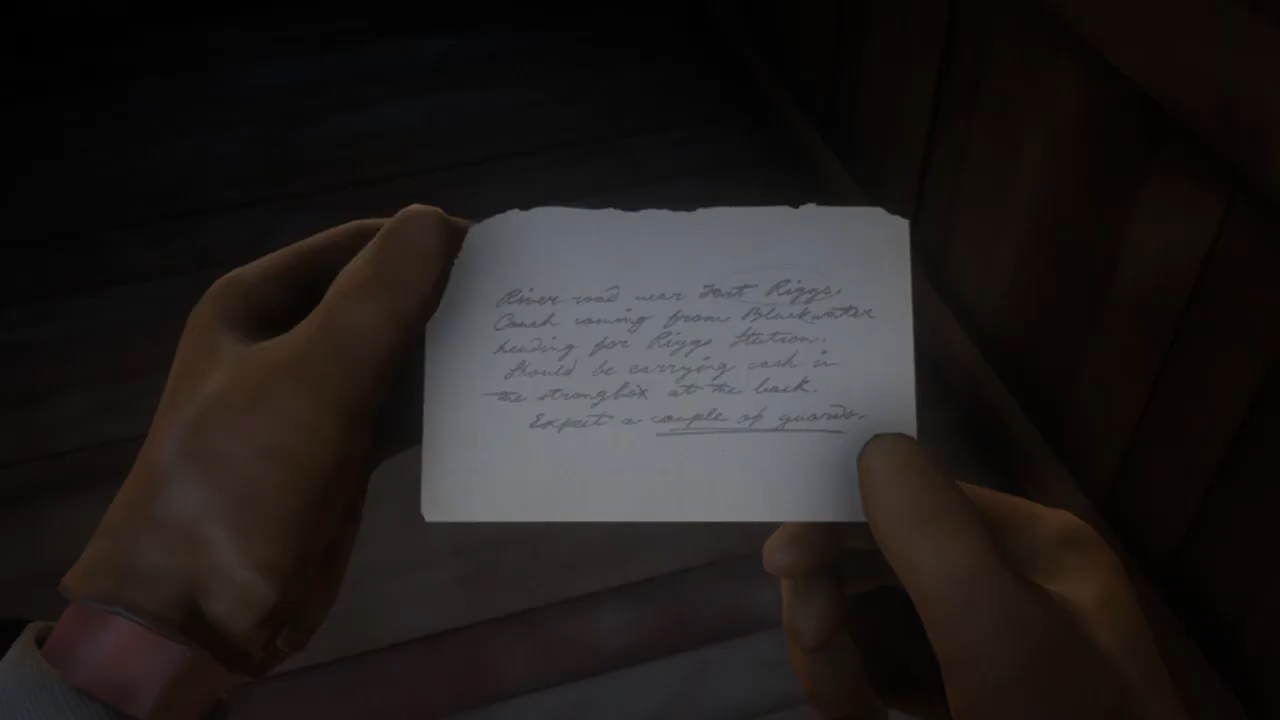 River road near Fort Riggs.
Coach coming from Blackwater
heading for Riggs Station.
Should be carrying cash in
the strongbox at the back.
Expect a couple of guards.